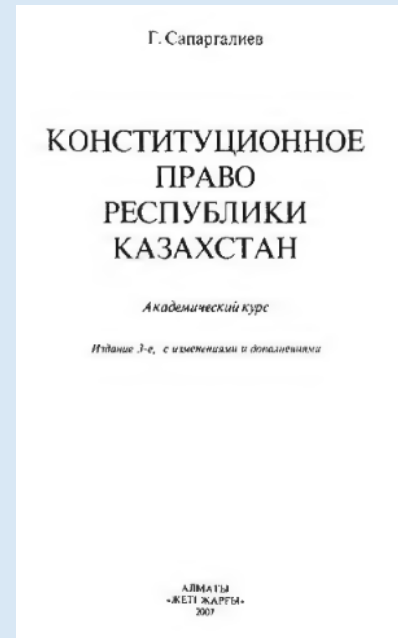 Г. Сапаргалиев
КОНСТИТУЦИОННОЕ
ПРАВО
РЕСПУБЛИКИ
КАЗАХСТАН
Академический курс
Издание 3-е, с изменениями и дополнениями
АЛМАТЫ
«ЖЕТІ ЖАРҒЫ»
2007